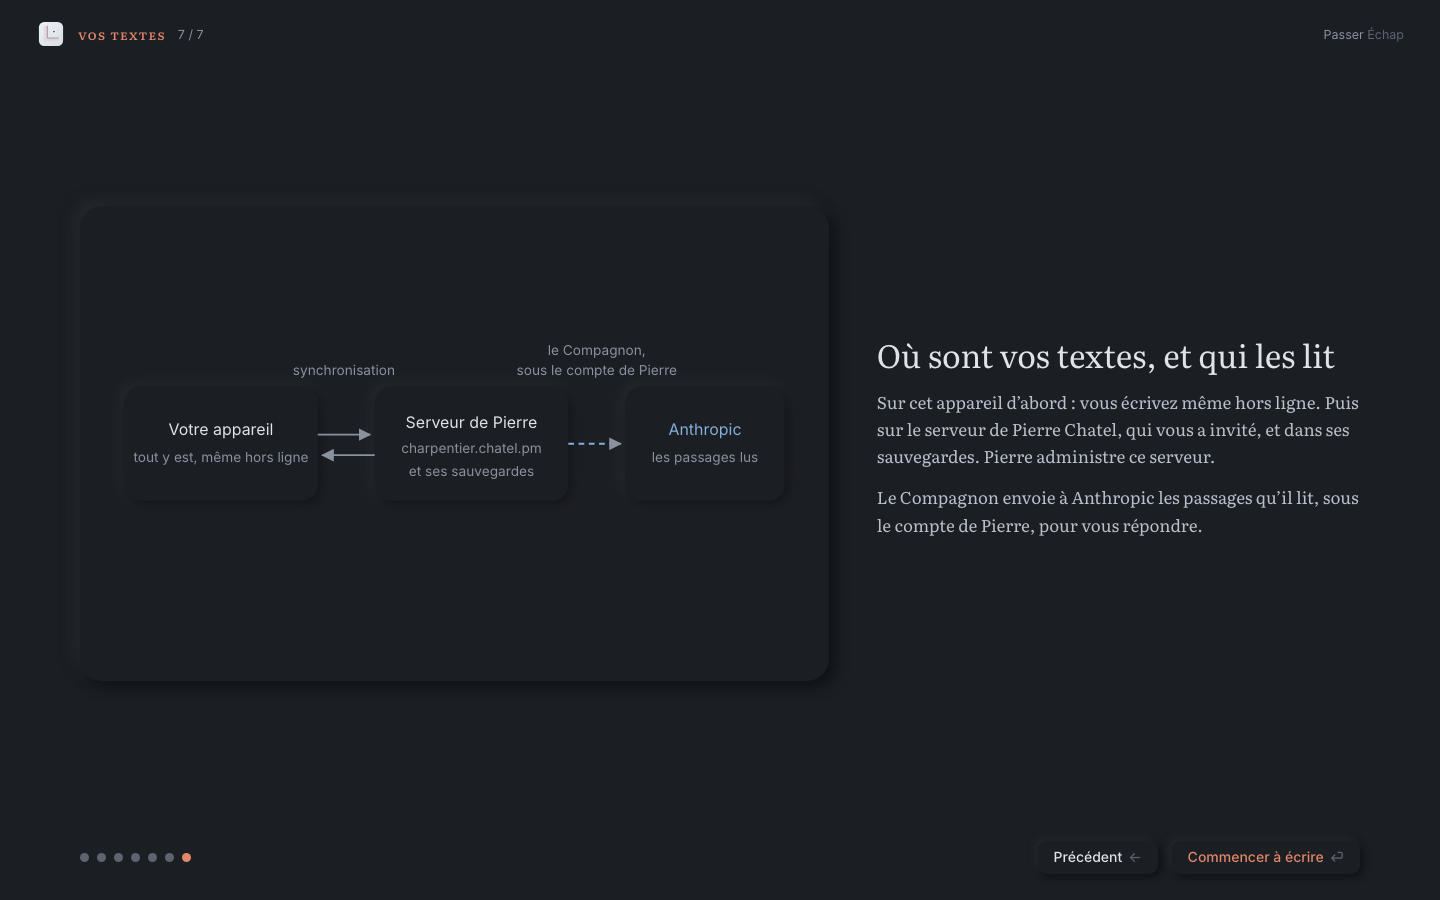 VOS TEXTES 7 / 7
Passer Échap
le Compagnon,
synchronisation
sous le compte de Pierre
Votre appareil
tout y est, même hors ligne
Serveur de Pierre
charpentier.chatel.pm
et ses sauvegardes
Anthropic
les passages lus
Où sont vos textes, et qui les lit
Sur cet appareil d’abord : vous écrivez même hors ligne. Puis
sur le serveur de Pierre Chatel, qui vous a invité, et dans ses
sauvegardes. Pierre administre ce serveur.
Le Compagnon envoie à Anthropic les passages qu’il lit, sous
le compte de Pierre, pour vous répondre.
Précédent ←
Commencer à écrire ⏎